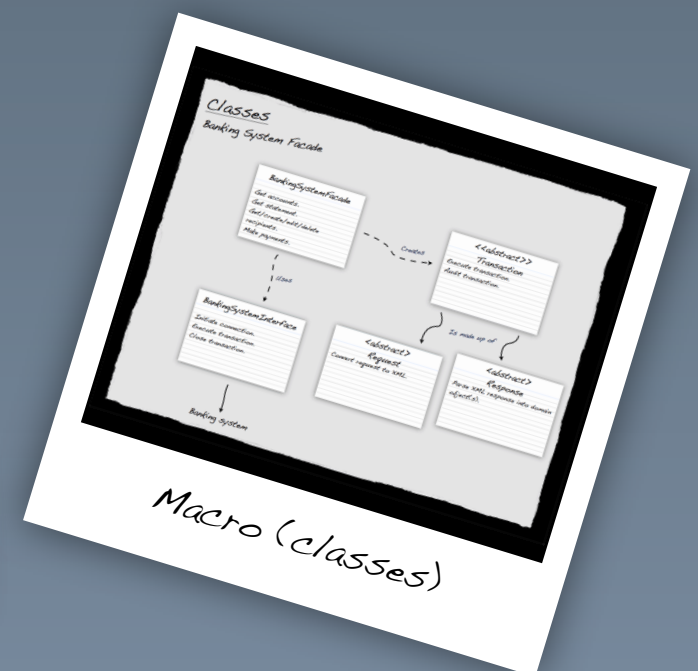 Classes
Banking System Facade
BankingSystemFacade
Get accounts.
Get statement.
Get/create/edit/delete
recipients.
Make payments.
Creates
<<abstract>>
Transaction
Execute transaction.
Audit transaction.
Uses
BankingSystemInterface
Initiate connection.
Execute transaction.
Close transaction.
Is made up of
<abstract>
Request
Convert request to XML.
<abstract>
Response
Parse XML response into domain
object(s).
Banking system
Macro (classes)